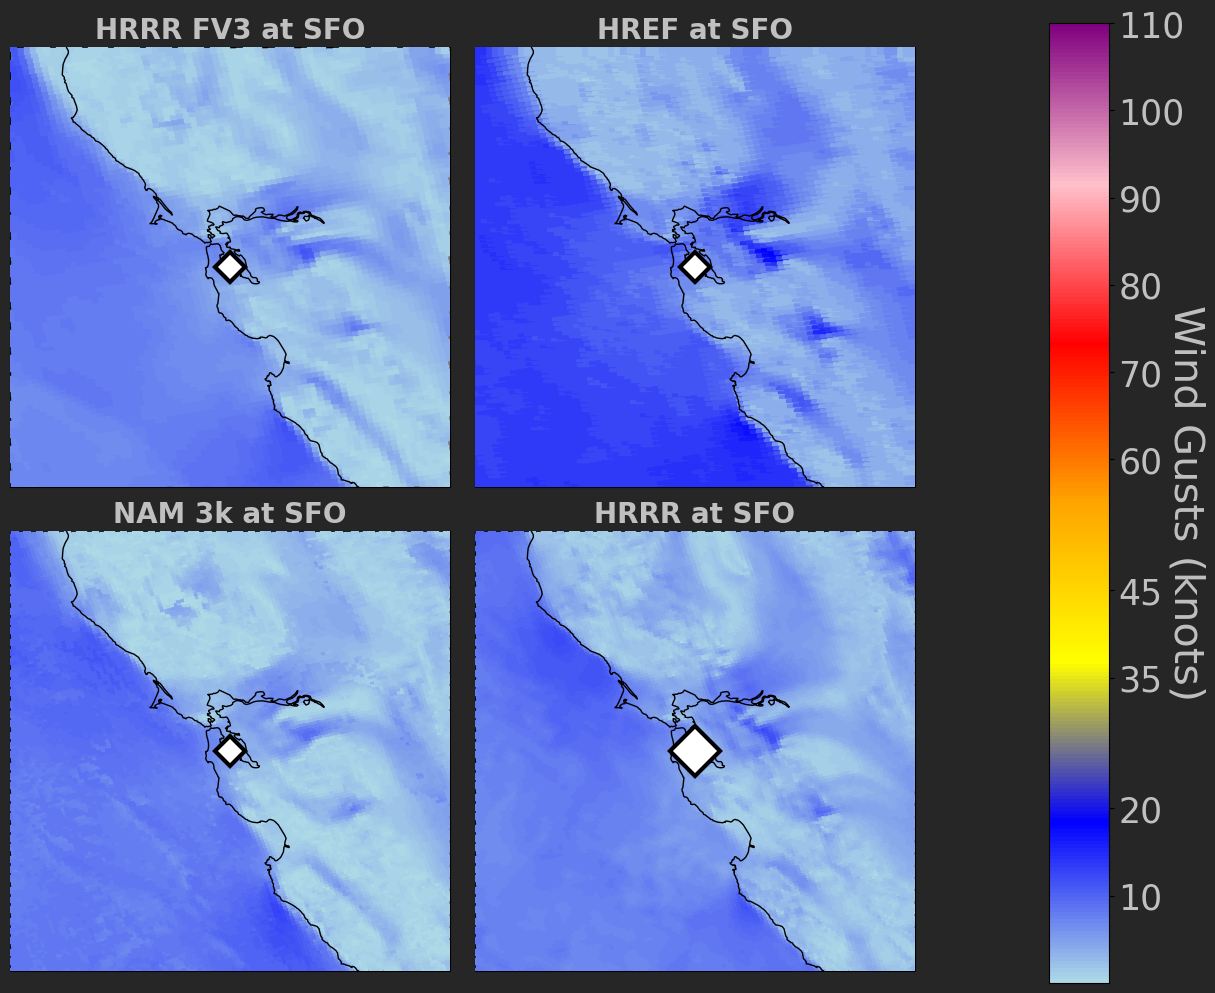 HRRR FV3 at SFO
HREF at SFO
NAM 3k at SFO
HRRR at SFO
110
100
90
80
70
60
45
35
20
10
Wind Gusts (knots)